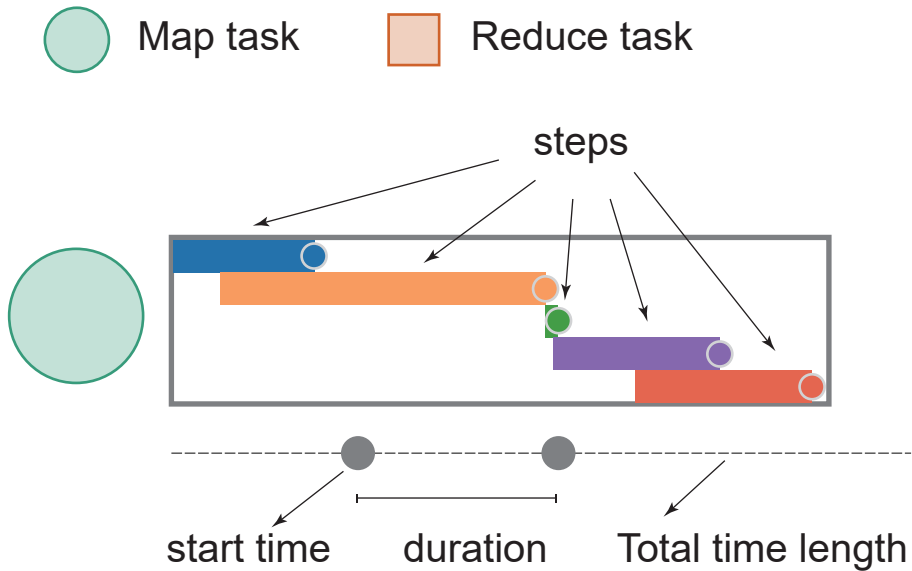 Map task
Reduce task
steps
start time
duration
Total time length